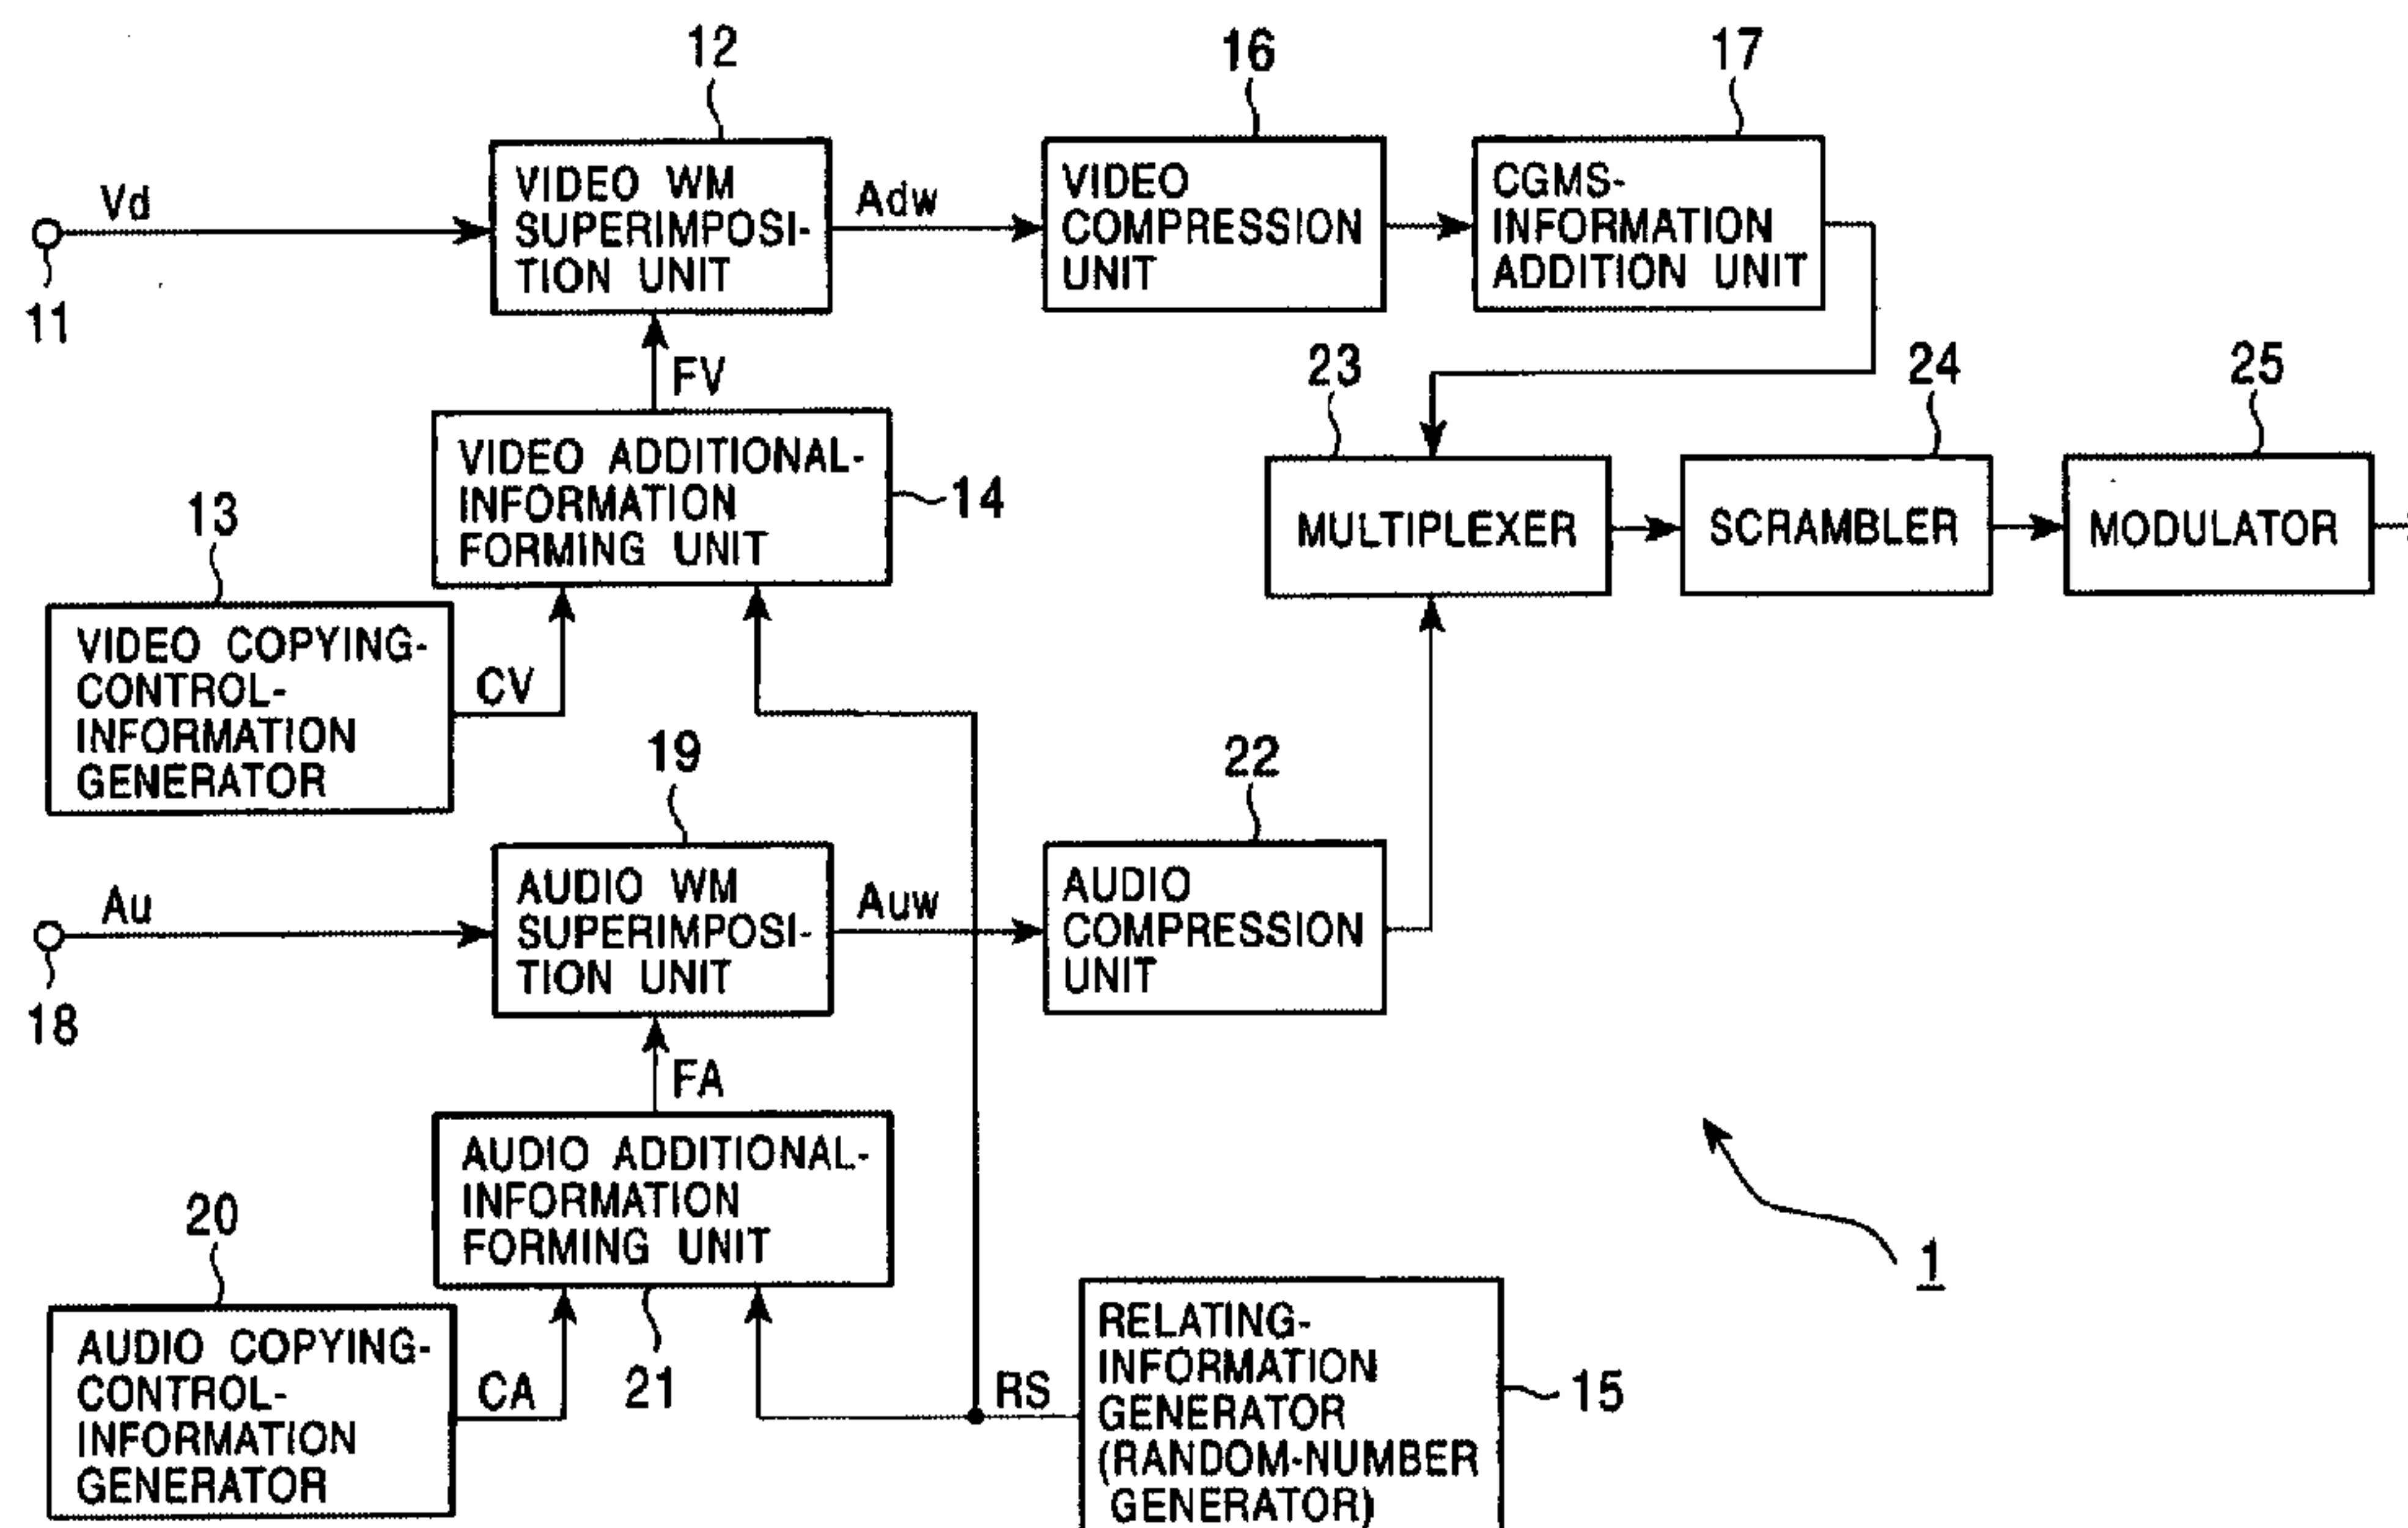 12
16
17
Vd
VIDEO WM
SUPERIMPOSI-
TION UNIT
Adw
VIDEO
COMPRESSION
UNIT
CGMS-
INFORMATION
ADDITION UNIT
11
FV
23
24
25
VIDEO ADDITIONAL-
INFORMATION
FORMING UNIT
14
MULTIPLEXER
SCRAMBLER
MODULATOR
13
VIDEO COPYING-
CONTROL-
INFORMATION
GENERATOR
CV
19
22
Au
AUDIO WM
SUPERIMPOSI-
TION UNIT
Auw
AUDIO
COMPRESSION
UNIT
18
FA
AUDIO ADDITIONAL-
INFORMATION
FORMING UNIT
20
21
AUDIO COPYING-
CONTROL-
INFORMATION
GENERATOR
CA
RS
RELATING-
INFORMATION
GENERATOR
(RANDOM-NUMBER
GENERATOR)
15
1